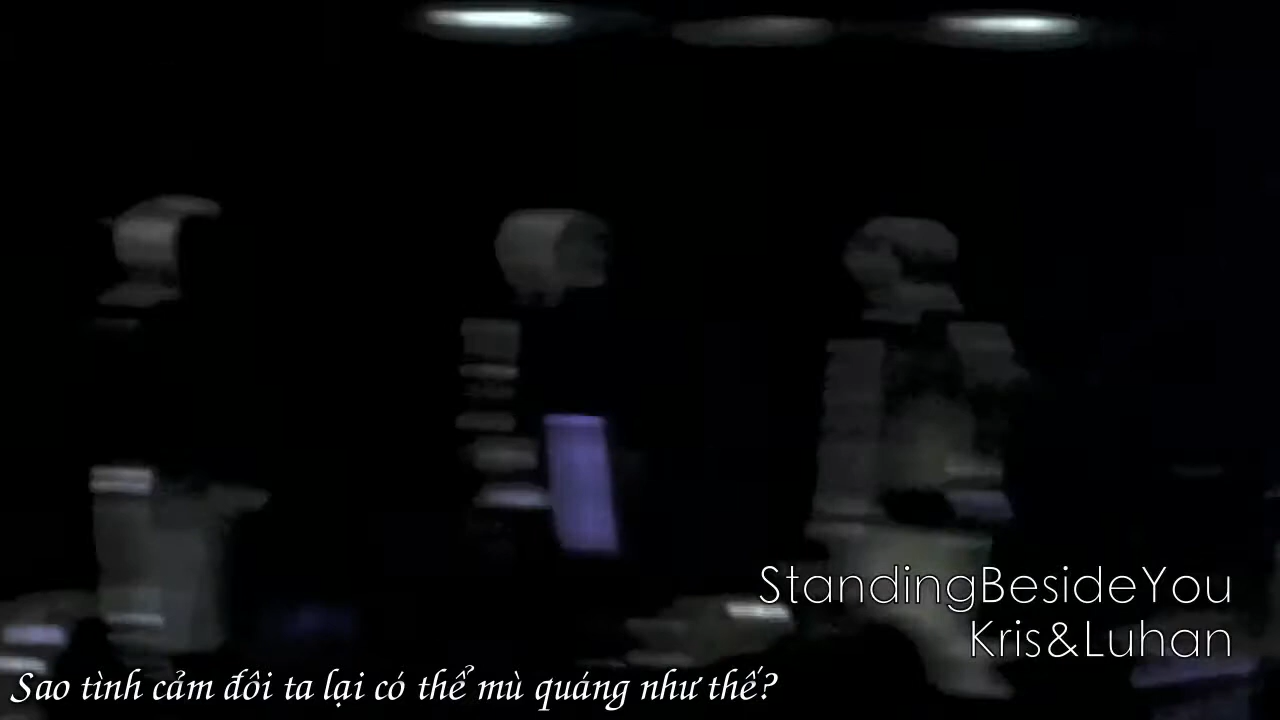 StandingBesideYou
Kris&Luhan
Sao tình cảm đôi ta lại có thể mù quáng như thế?